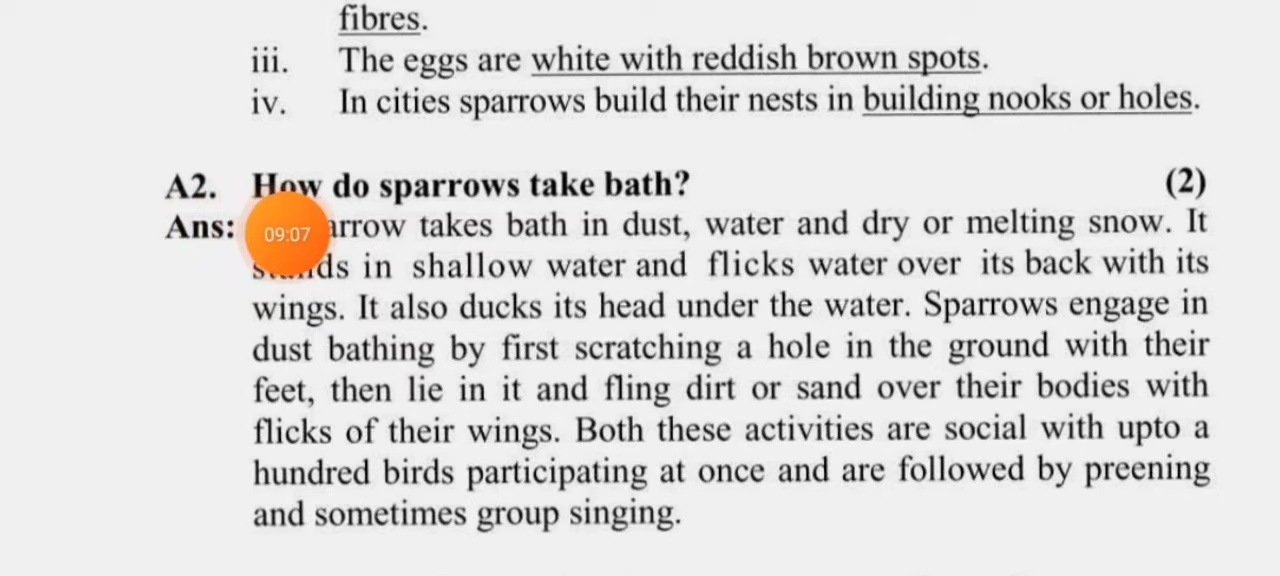 fibres.
iii. The eggs are white with reddish brown spots.
iv. In cities sparrows build their nests in building nooks or holes.
A2. How do sparrows take bath? (2)
Ans: takes bath in dust, water and dry or melting snow. It
in shallow water and flicks water over its back with its
wings. It also ducks its head under the water. Sparrows engage in
dust bathing by first scratching a hole in the ground with their
feet, then lie in it and fling dirt or sand over their bodies with
flicks of their wings. Both these activities are social with upto a
hundred birds participating at once and are followed by preening
and sometimes group singing.
09:07